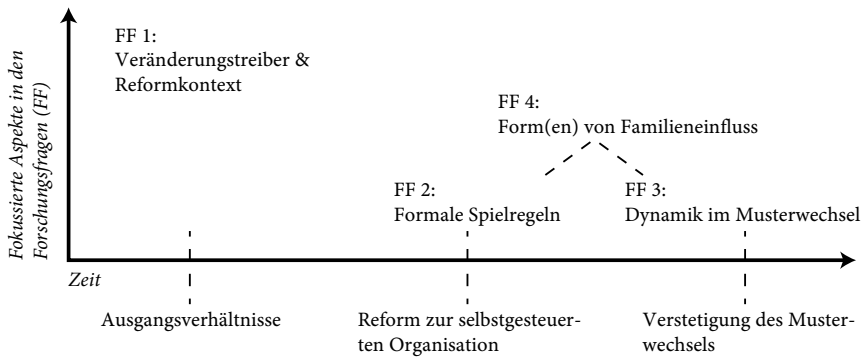 Fokussierte Aspekte in den
Forschungsfragen (FF)
FF 1:
Veränderungstreiber &
Reformkontext
FF 4:
Form(en) von Familieneinfluss
FF 2:
Formale Spielregeln
FF 3:
Dynamik im Musterwechsel
Zeit
Ausgangsverhältnisse
Reform zur selbstgesteuer-
ten Organisation
Verstetigung des Muster-
wechsels